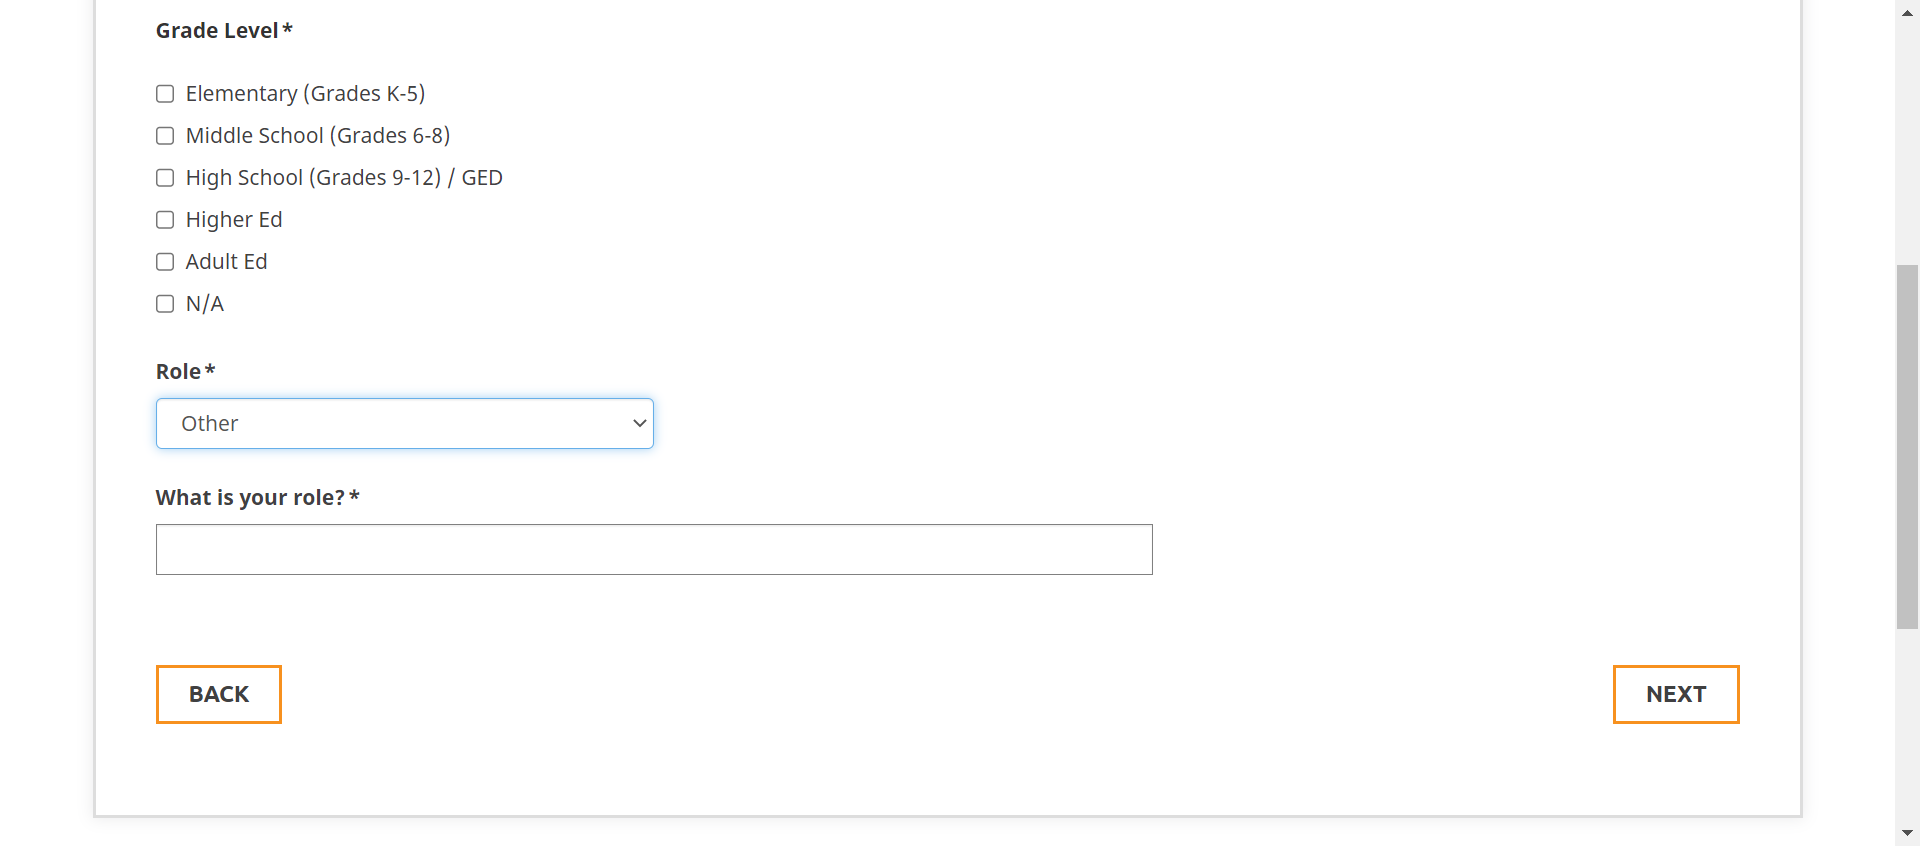 Grade Level*
Elementary (Grades K-5)
Middle School (Grades 6-8)
High School (Grades 9-12) / GED
Higher Ed
Adult Ed
N/A
Role*
Other
What is your role?*
BACK
NEXT